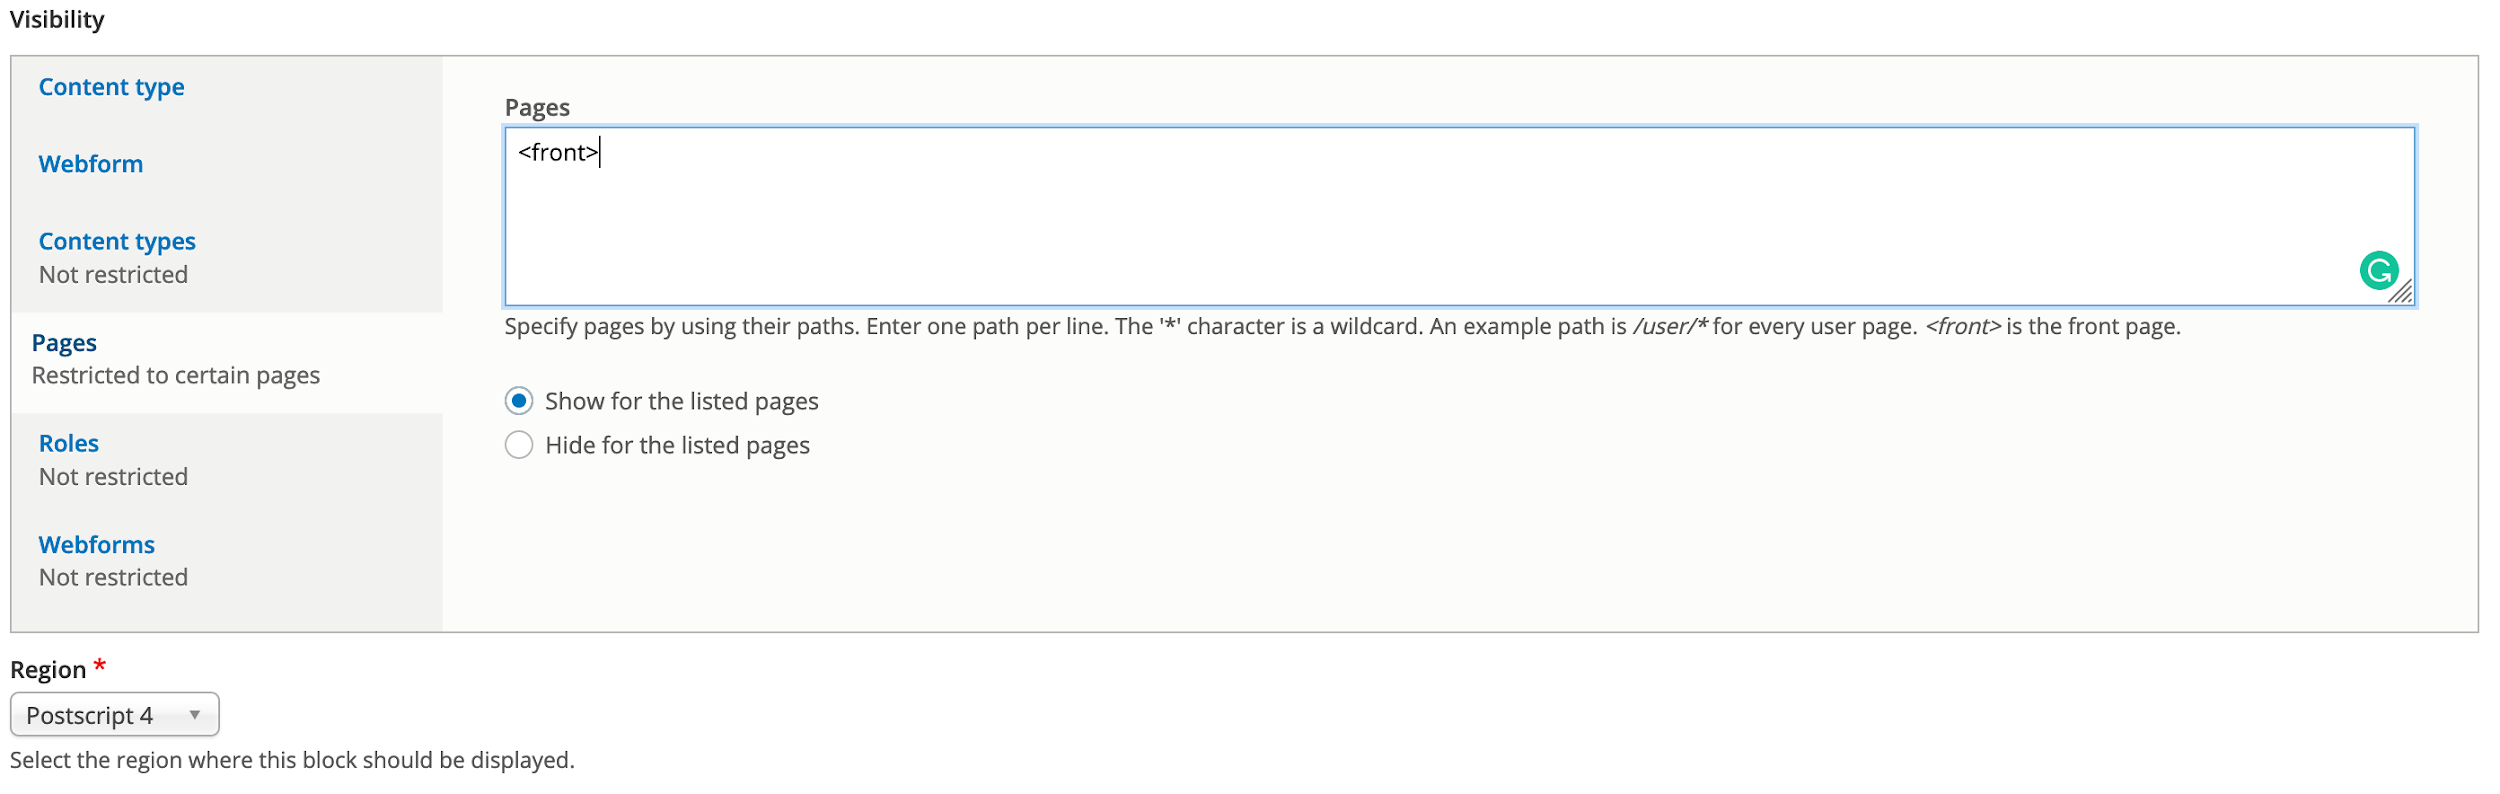 Visibility
Content type
Webform
Content types
Not restricted
Pages
Restricted to certain pages
Roles
Not restricted
Webforms
Not restricted
Pages
<front>
Specify pages by using their paths. Enter one path per line. The '*' character is a wildcard. An example path is /user/* for every user page. <front> is the front page.
Show for the listed pages
Hide for the listed pages
Region *
Postscript 4
Select the region where this block should be displayed.